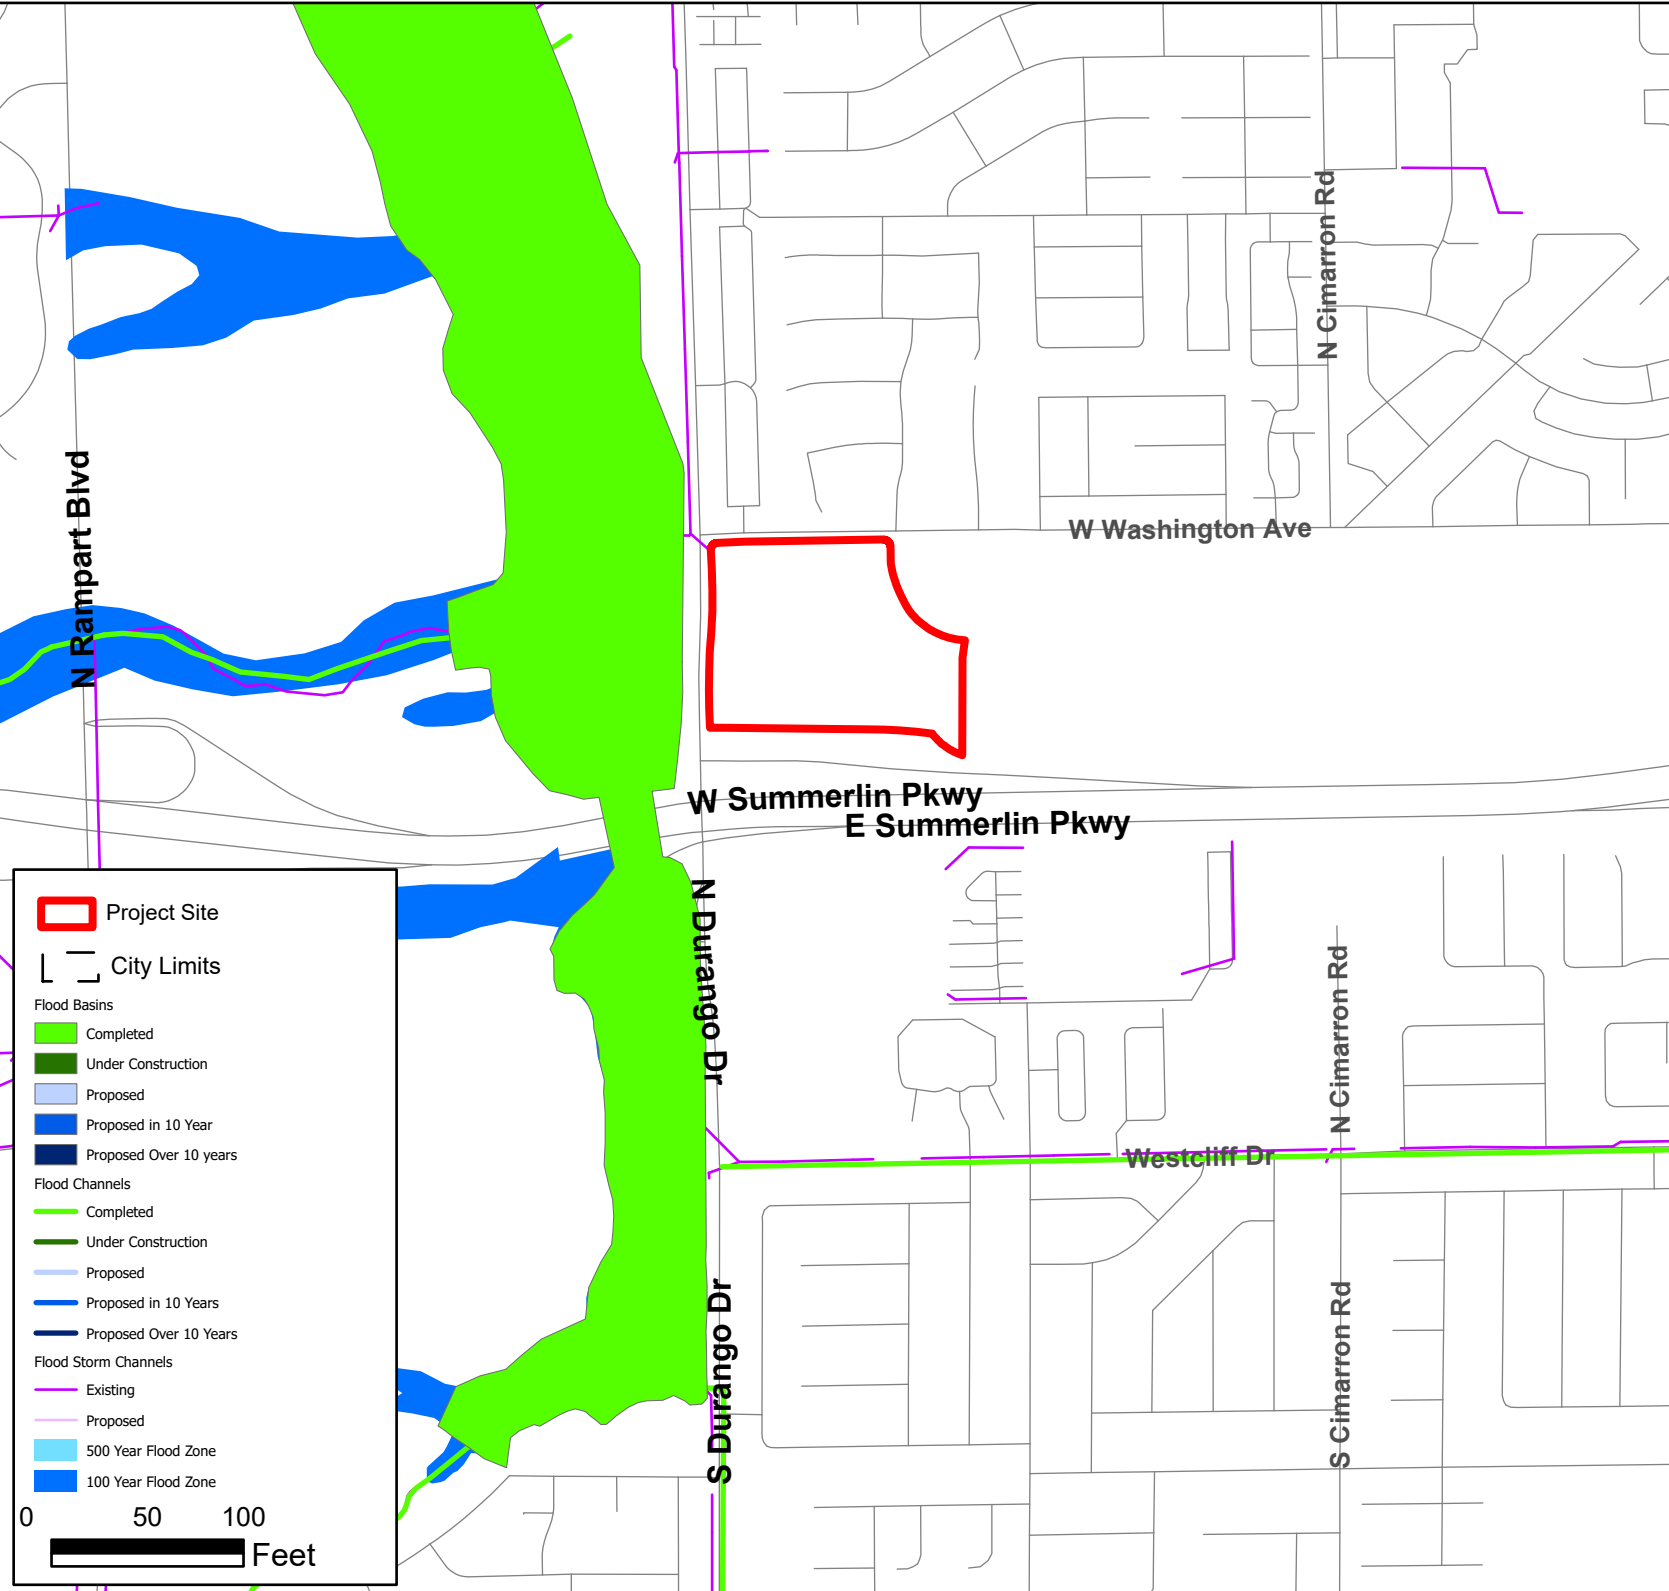 N Cimarron Rd
N Rampart Blvd
W Washington Ave
W Summerlin Pkwy
E Summerlin Pkwy
N Durango Dr
N Cimarron Rd
Westcliff Dr
S Durango Dr
S Cimarron Rd
Project Site
City Limits
Flood Basins
Completed
Under Construction
Proposed
Proposed in 10 Year
Proposed Over 10 years
Flood Channels
Completed
Under Construction
Proposed
Proposed in 10 Years
Proposed Over 10 Years
Flood Storm Channels
Existing
Proposed
500 Year Flood Zone
100 Year Flood Zone
0 50 100
Feet